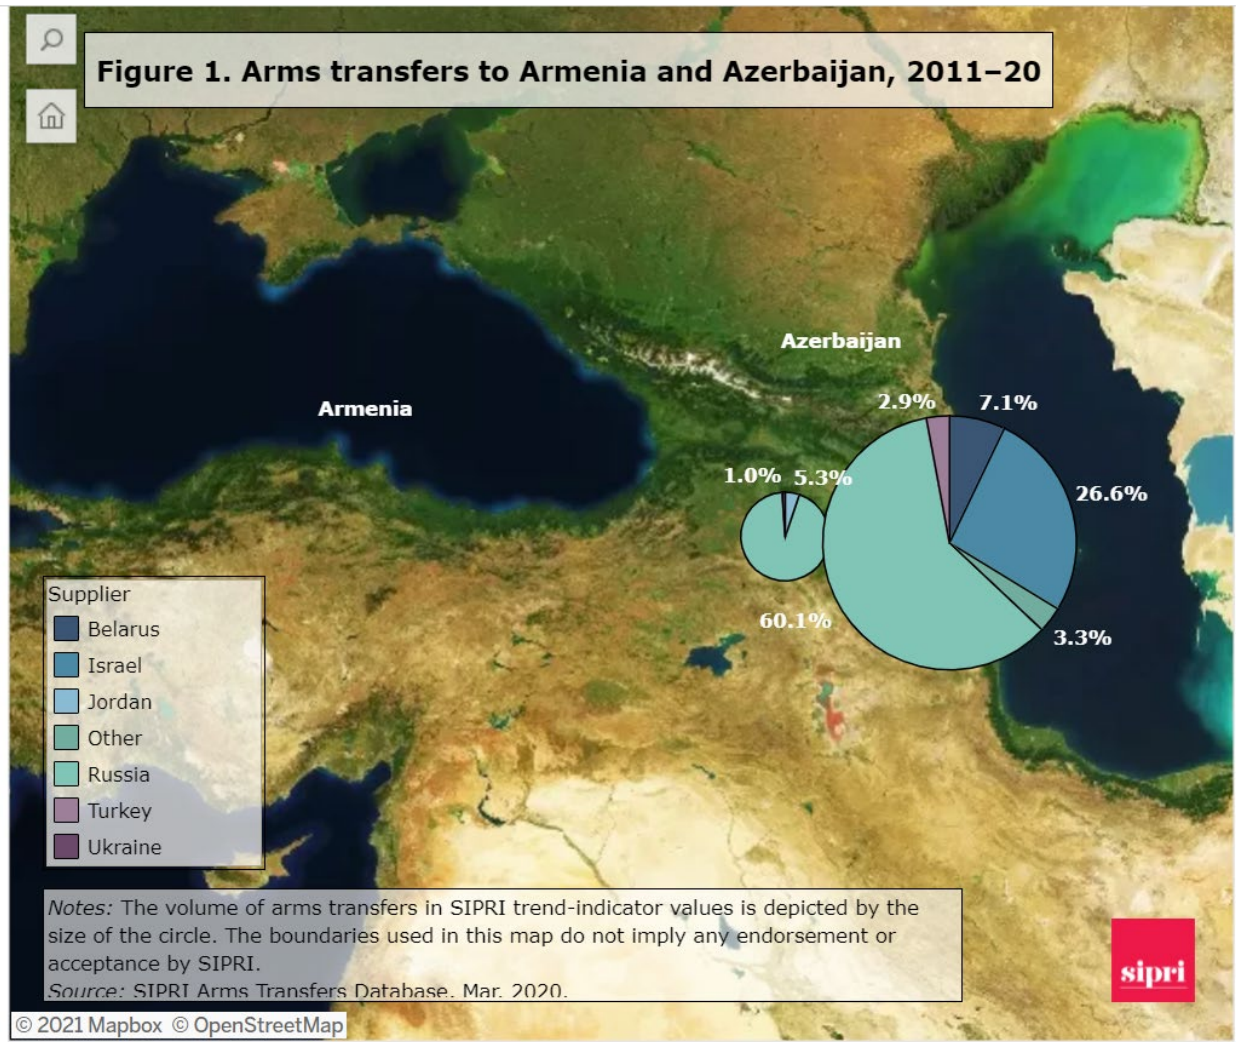 Figure 1. Arms transfers to Armenia and Azerbaijan, 2011–20
Azerbaijan
Armenia
2.9%
7.1%
1.0%
5.3%
26.6%
60.1%
3.3%
Supplier
Belarus
Israel
Jordan
Other
Russia
Turkey
Ukraine
Notes: The volume of arms transfers in SIPRI trend-indicator values is depicted by the
size of the circle. The boundaries used in this map do not imply any endorsement or
acceptance by SIPRI.
Source: SIPRI Arms Transfers Database, Mar. 2020.
sipri
© 2021 Mapbox © OpenStreetMap